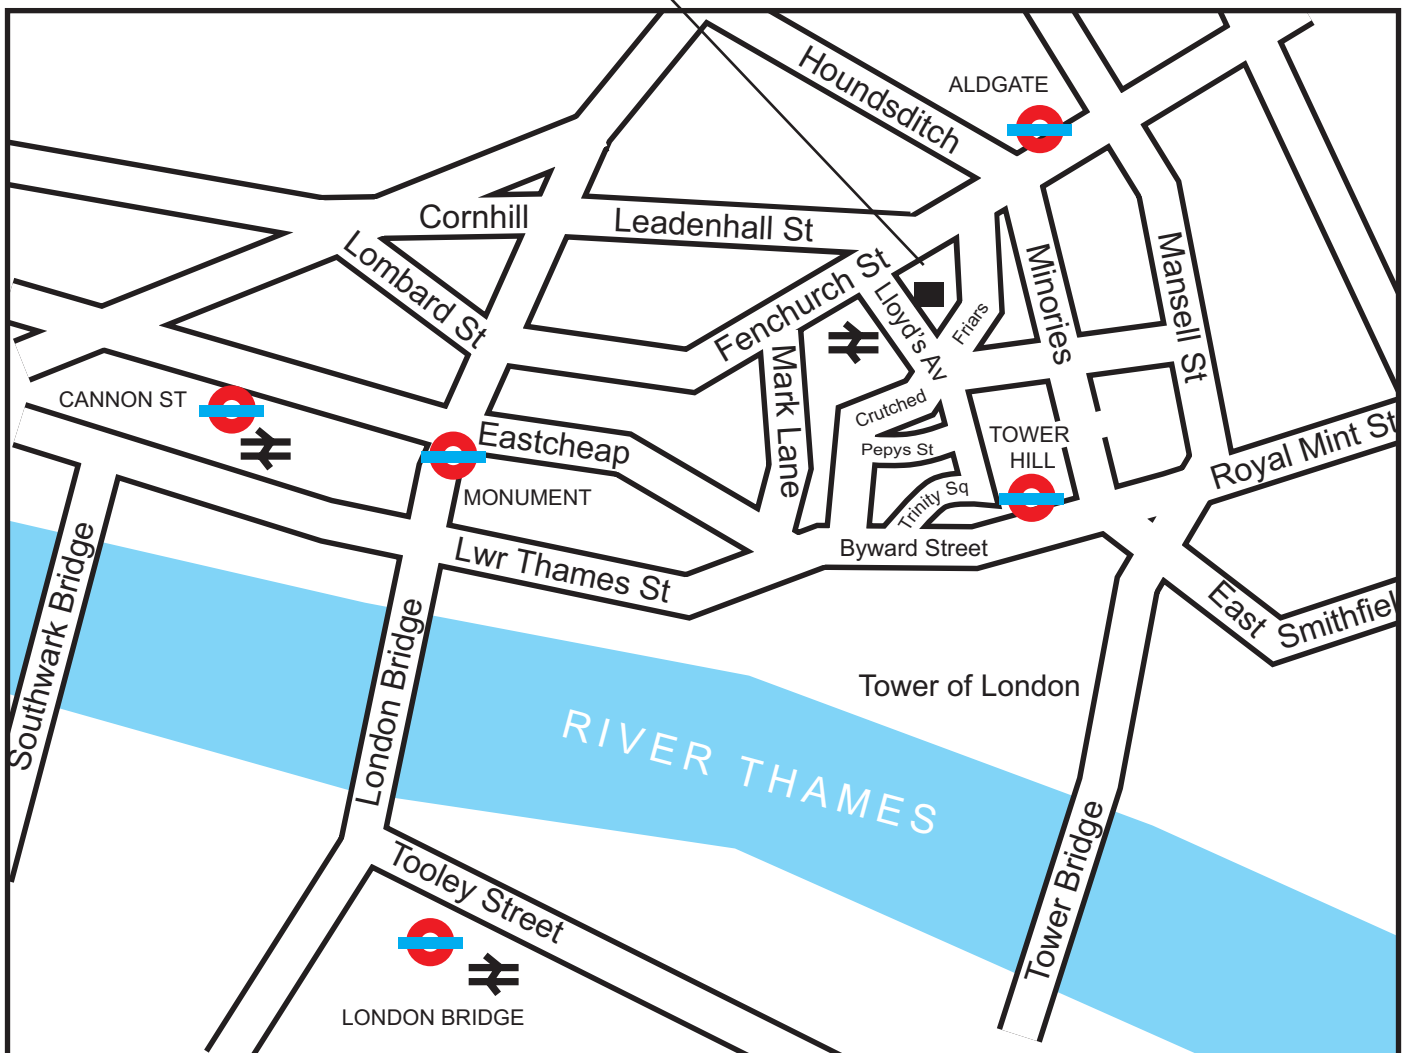 Houndsditch
ALDGATE
Cornhill
Leadenhall St
Lombard St
Fenchurch St
Lloyd's Av
Friars
Minories
Mansell St
Mark Lane
CANNON ST
Crutched
Eastcheap
Pepys St
TOWER
HILL
Royal Mint St
MONUMENT
Trinity Sq
Byward Street
Lwr Thames St
Southwark Bridge
London Bridge
East
Smithfiel
Tower of London
RIVER THAMES
Tower Bridge
Tooley Street
LONDON BRIDGE